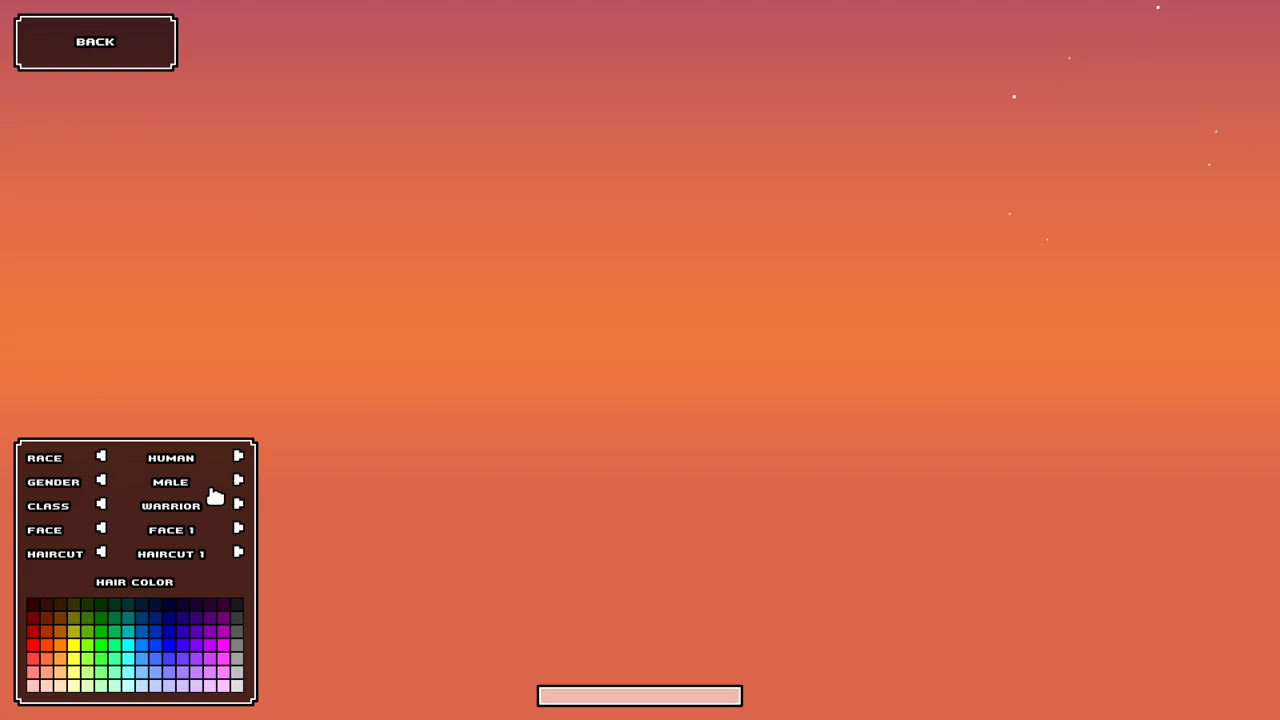 BACK
RACE HUMAN
GENDER MALE
CLASS WARRIOR
FACE FACE 1
HAIRCUT HAIRCUT 1
HAIR COLOR